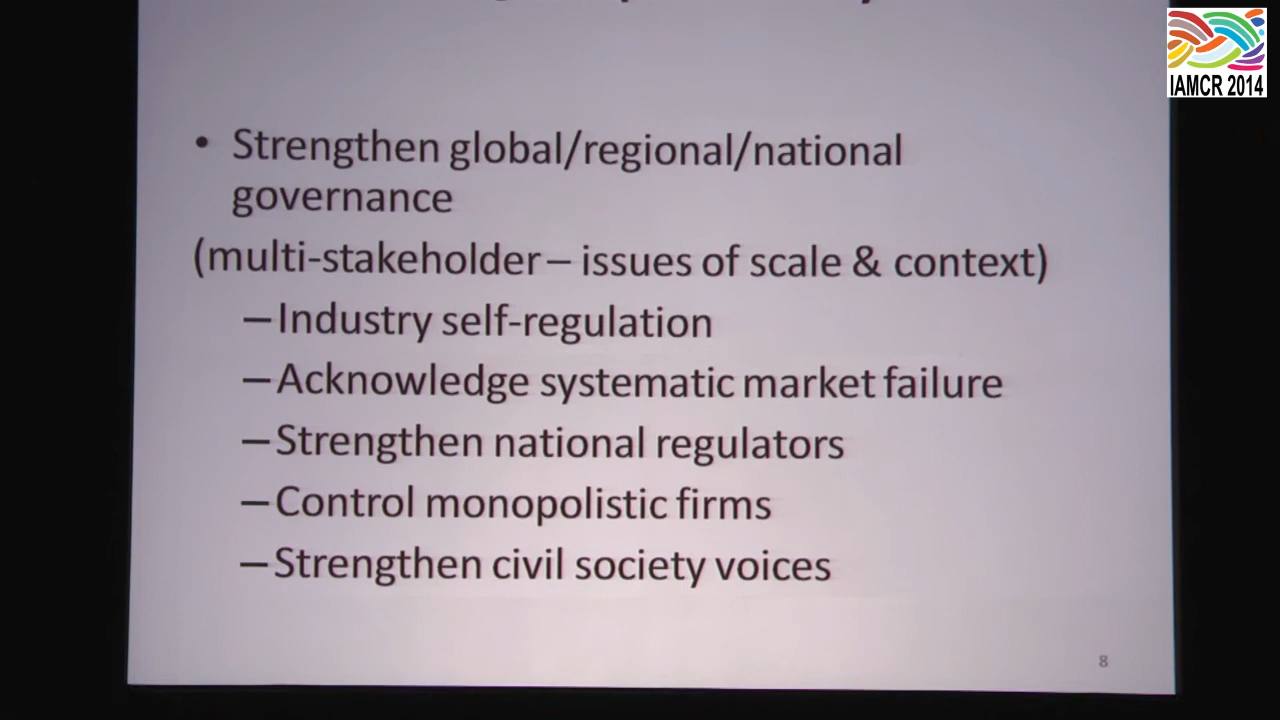 IAMCR 2014
• Strengthen global/regional/national
governance
(multi-stakeholder – issues of scale & context)
– Industry self-regulation
– Acknowledge systematic market failure
– Strengthen national regulators
– Control monopolistic firms
– Strengthen civil society voices
8